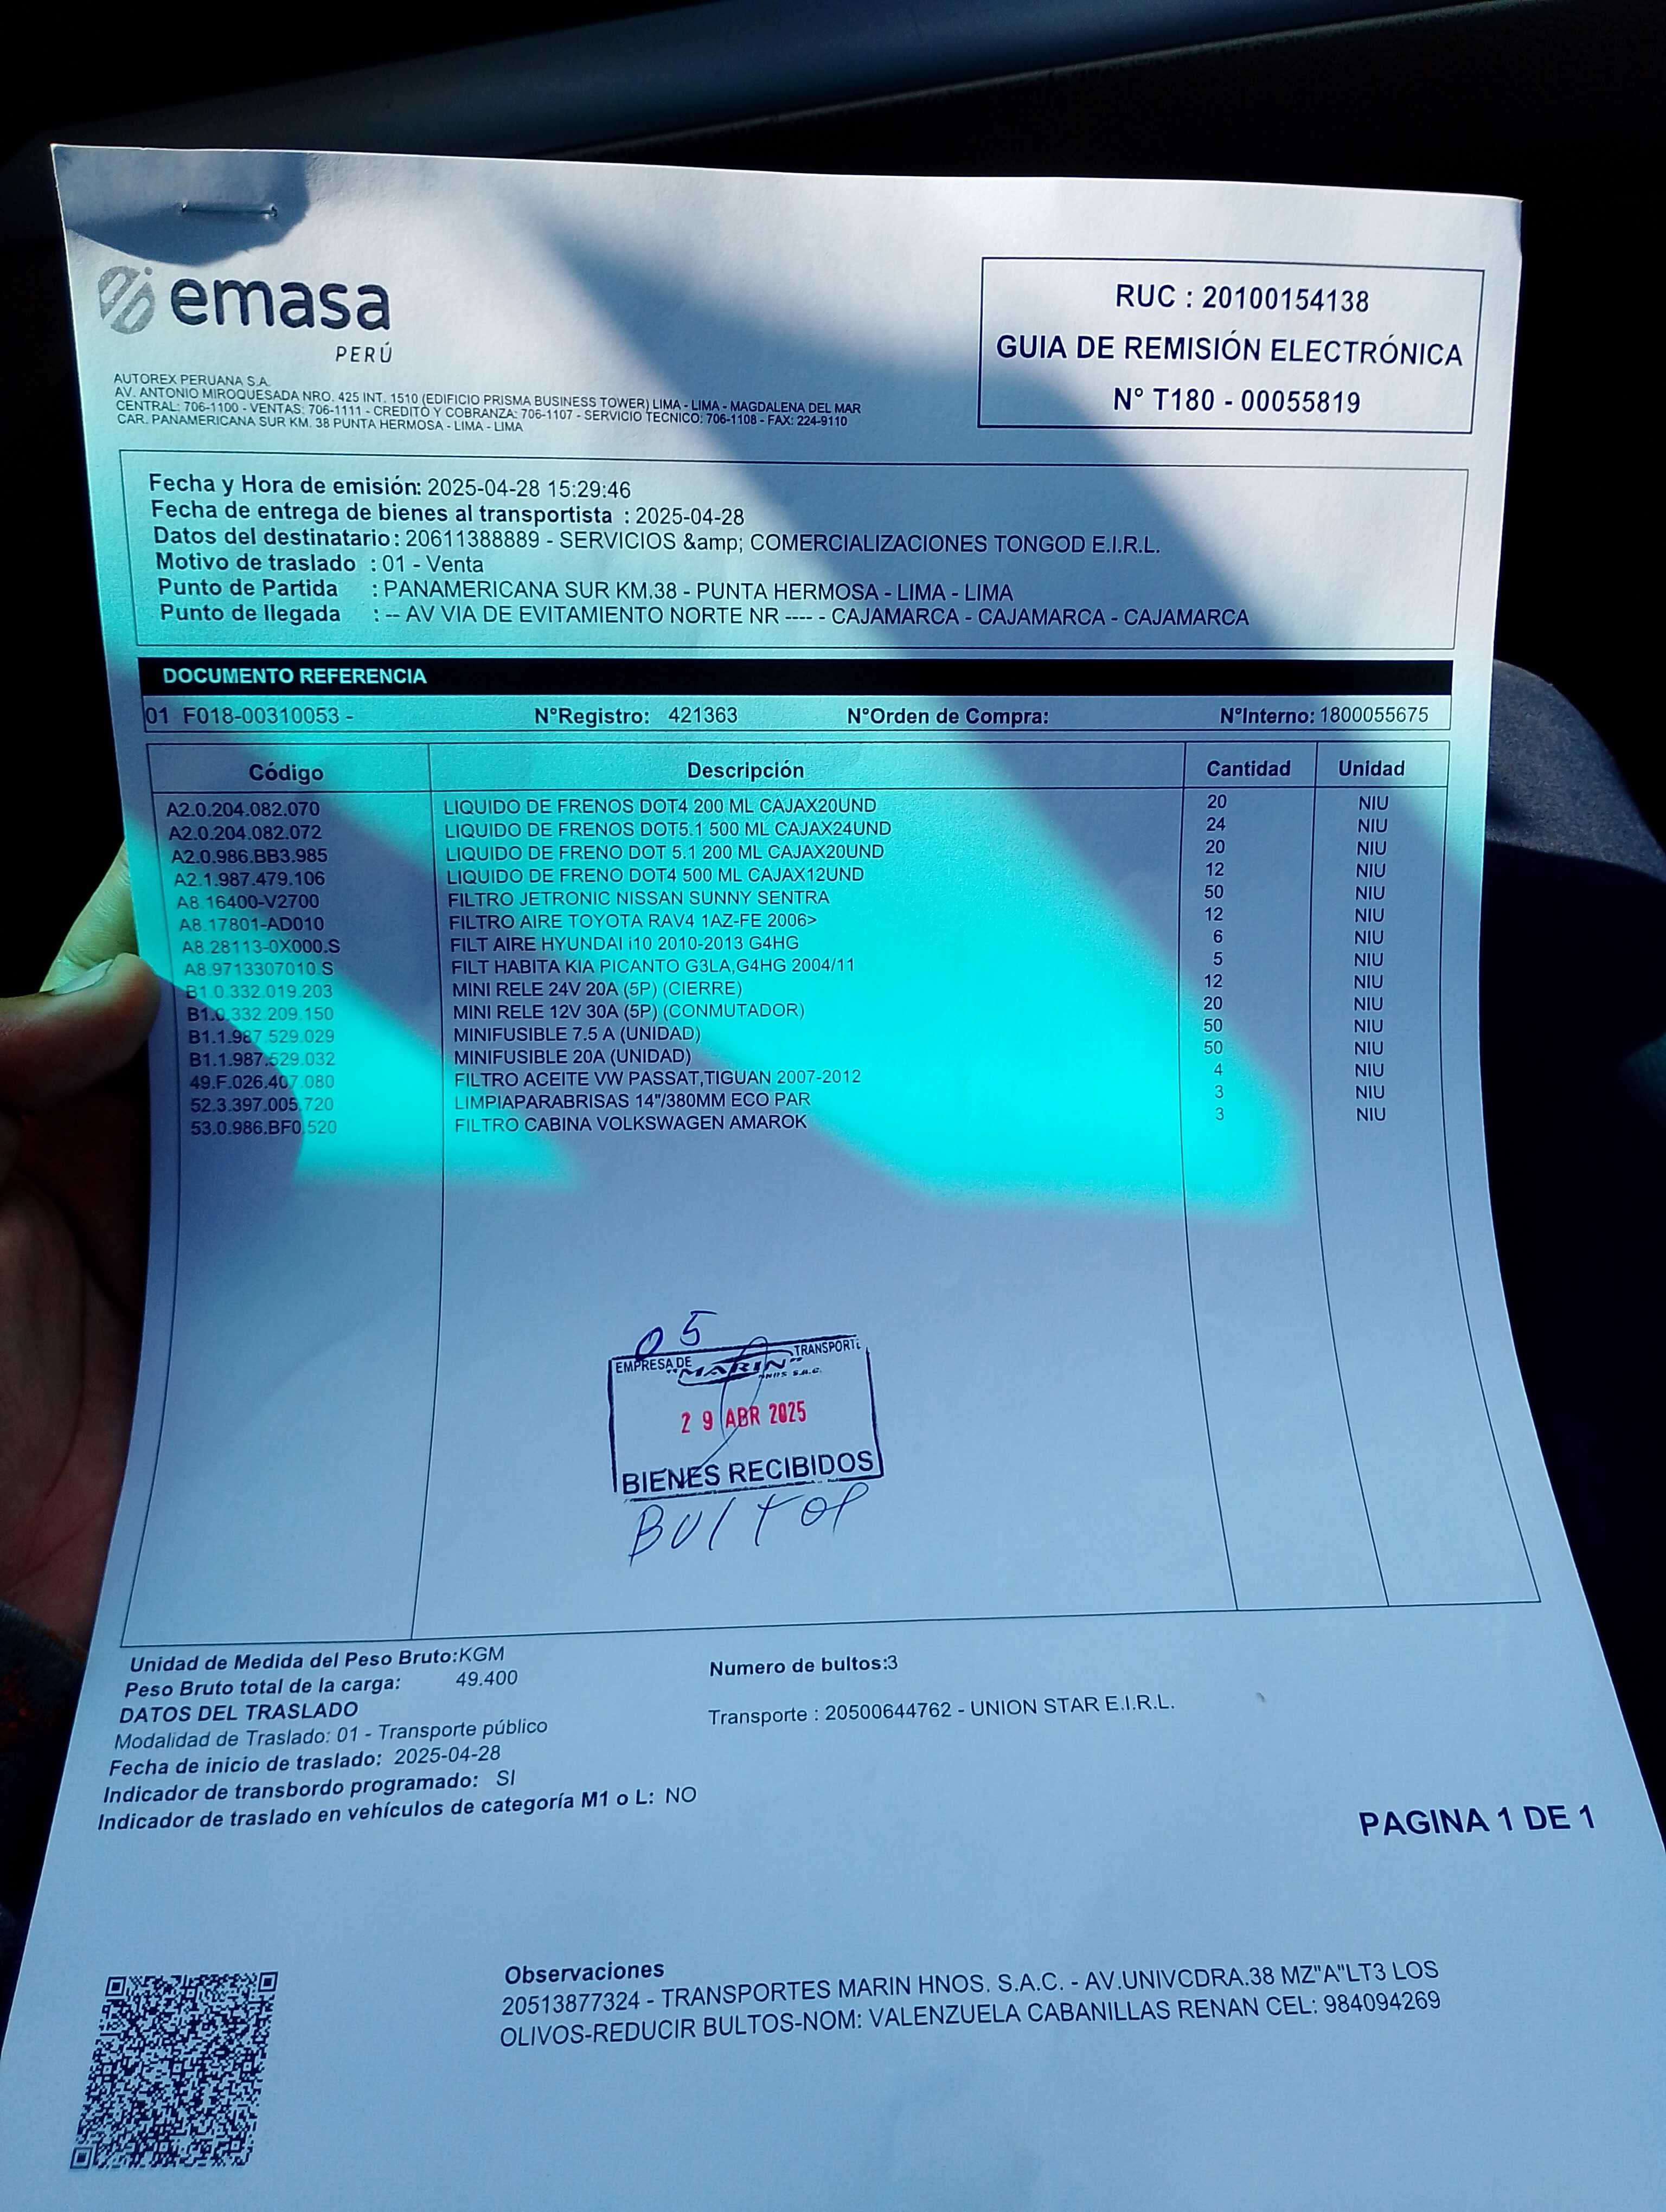 emasa
PERÚ
RUC : 20100154138
GUIA DE REMISIÓN ELECTRÓNICA
N° T180 - 00055819
AUTOREX PERUANA S.A.
AV. ANTONIO MIROQUESADA NRO. 425 INT. 1510 (EDIFICIO PRISMA BUSINESS TOWER) LIMA - LIMA - MAGDALENA DEL MAR
CENTRAL: 706-1100 - VENTAS: 706-1111 - CREDITO Y COBRANZA: 706-1107 - SERVICIO TECNICO: 706-1108 - FAX: 224-9110
CAR. PANAMERICANA SUR KM. 38 PUNTA HERMOSA - LIMA - LIMA
Fecha y Hora de emisión: 2025-04-28 15:29:46
Fecha de entrega de bienes al transportista : 2025-04-28
Datos del destinatario : 20611388889 - SERVICIOS &amp; COMERCIALIZACIONES TONGOD E.I.R.L.
Motivo de traslado : 01 - Venta
Punto de Partida : PANAMERICANA SUR KM.38 - PUNTA HERMOSA - LIMA - LIMA
Punto de llegada : -- AV VIA DE EVITAMIENTO NORTE NR ---- - CAJAMARCA - CAJAMARCA - CAJAMARCA
DOCUMENTO REFERENCIA
01 F018-00310053 - N°Registro: 421363 N°Orden de Compra: N°Interno: 1800055675
Código Descripción Cantidad Unidad
A2.0.204.082.070 LIQUIDO DE FRENOS DOT4 200 ML CAJAX20UND 20 NIU
A2.0.204.082.072 LIQUIDO DE FRENOS DOT5.1 500 ML CAJAX24UND 24 NIU
A2.0.986.BB3.985 LIQUIDO DE FRENO DOT 5.1 200 ML CAJAX20UND 20 NIU
A2.1.987.479.106 LIQUIDO DE FRENO DOT4 500 ML CAJAX12UND 12 NIU
A8.16400-V2700 FILTRO JETRONIC NISSAN SUNNY SENTRA 50 NIU
A8.17801-AD010 FILTRO AIRE TOYOTA RAV4 1AZ-FE 2006> 12 NIU
A8.28113-0X000.S FILT AIRE HYUNDAI i10 2010-2013 G4HG 6 NIU
A8.9713307010.S FILT HABITA KIA PICANTO G3LA,G4HG 2004/11 5 NIU
B1.0.332.019.203 MINI RELE 24V 20A (5P) (CIERRE) 12 NIU
B1.0.332.209.150 MINI RELE 12V 30A (5P) (CONMUTADOR) 20 NIU
B1.1.987.529.029 MINIFUSIBLE 7.5 A (UNIDAD) 50 NIU
B1.1.987.529.032 MINIFUSIBLE 20A (UNIDAD) 50 NIU
49.F.026.407.080 FILTRO ACEITE VW PASSAT,TIGUAN 2007-2012 4 NIU
52.3.397.005.720 LIMPIAPARABRISAS 14"/380MM ECO PAR 3 NIU
53.0.986.BF0.520 FILTRO CABINA VOLKSWAGEN AMAROK 3 NIU
05
EMPRESA DE TRANSPORTE
"MARIN"
HNOS S.A.C.
29 ABR 2025
BIENES RECIBIDOS
BUltos
Unidad de Medida del Peso Bruto:KGM
Peso Bruto total de la carga: 49.400 Numero de bultos:3
DATOS DEL TRASLADO
Modalidad de Traslado: 01 - Transporte público Transporte : 20500644762 - UNION STAR E.I.R.L.
Fecha de inicio de traslado: 2025-04-28
Indicador de transbordo programado: SI
Indicador de traslado en vehículos de categoría M1 o L: NO
PAGINA 1 DE 1
Observaciones
20513877324 - TRANSPORTES MARIN HNOS. S.A.C. - AV.UNIVCDRA.38 MZ"A"LT3 LOS
OLIVOS-REDUCIR BULTOS-NOM: VALENZUELA CABANILLAS RENAN CEL: 984094269